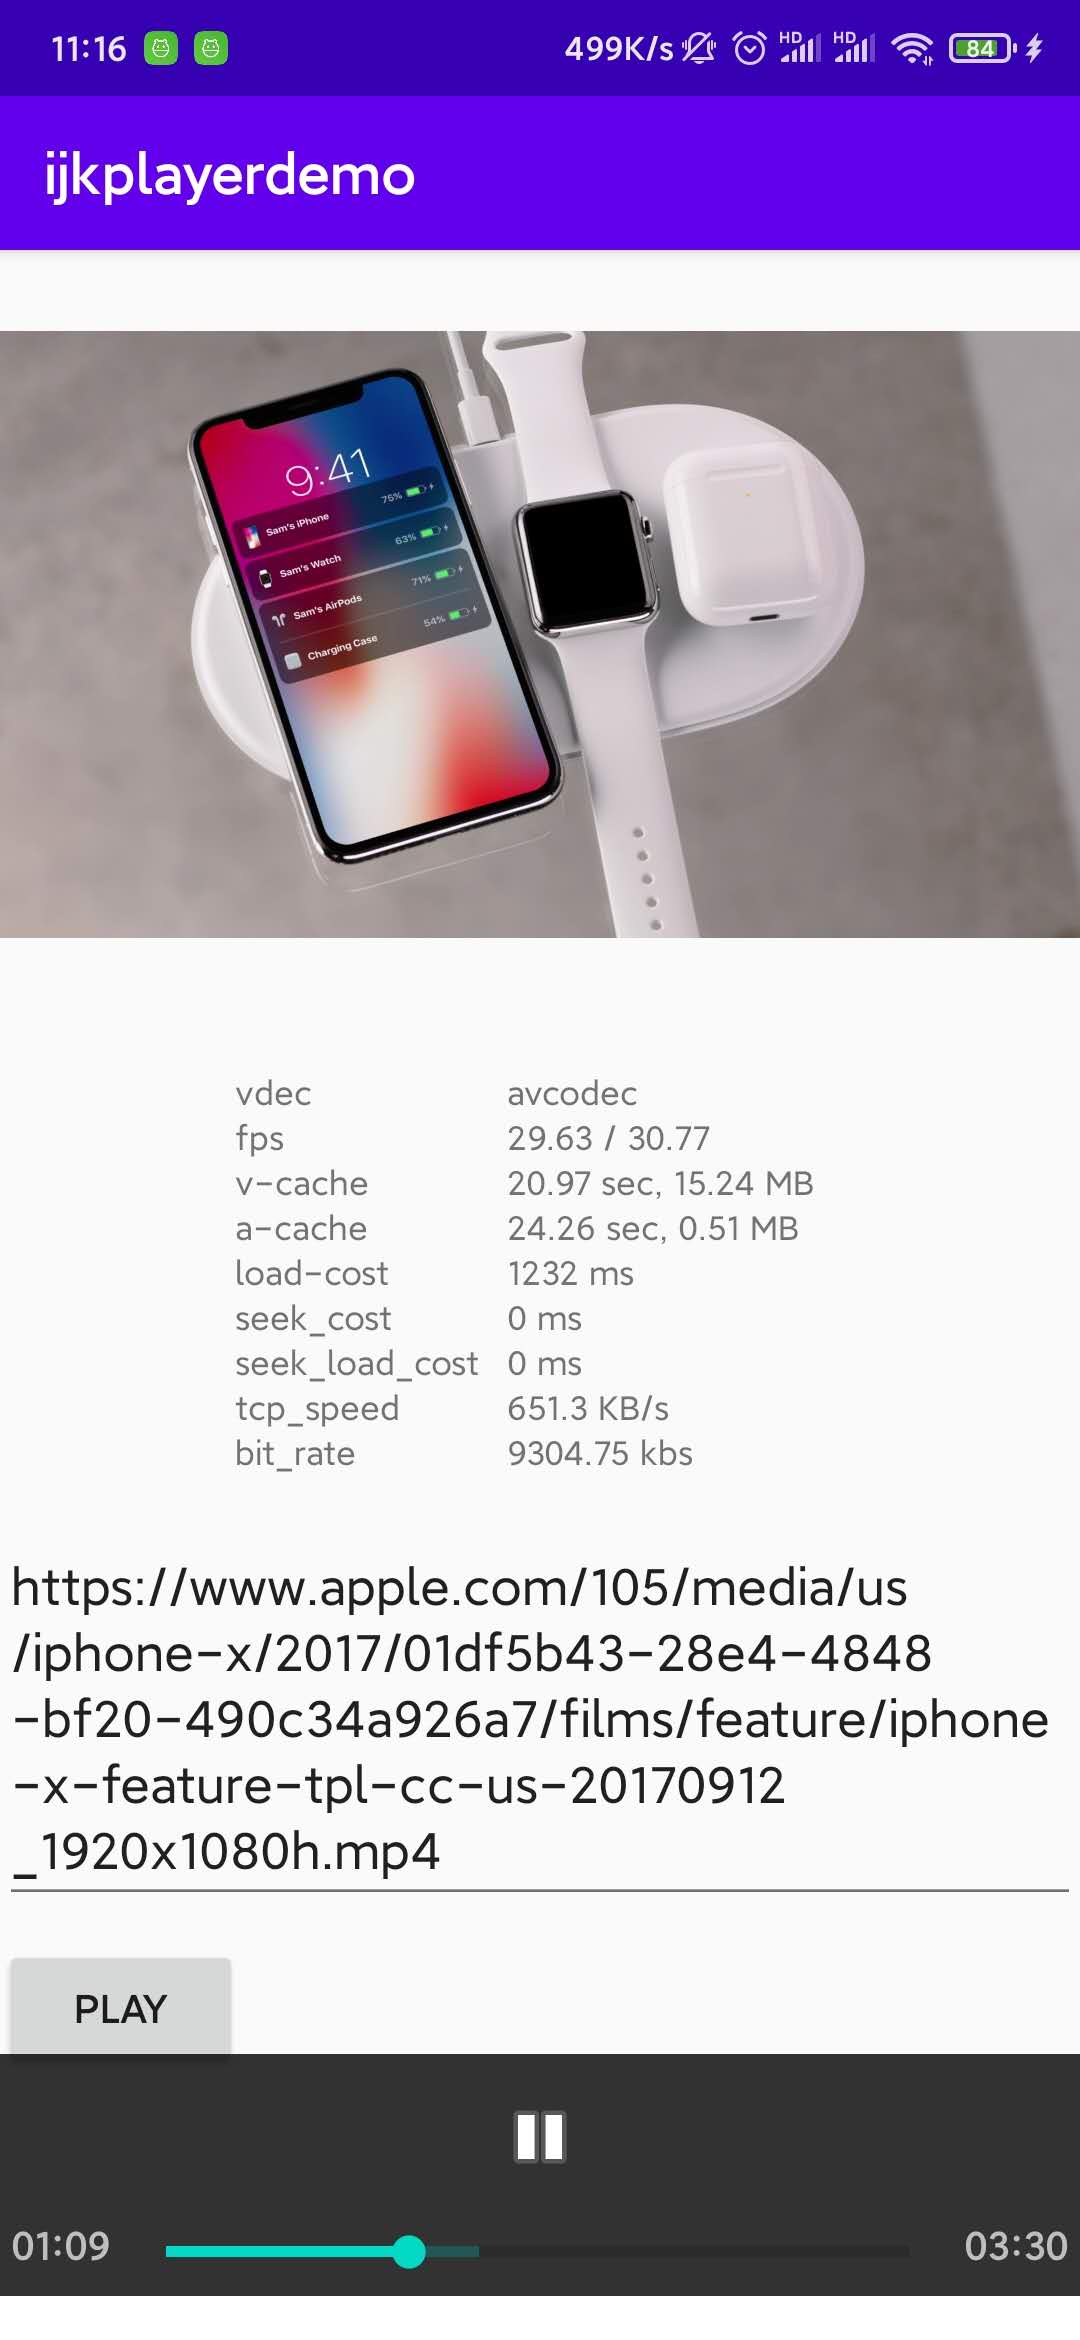 11:16 499K/s HD HD 84
ijkplayerdemo
9:41
Sam's iPhone 75%
Sam's Watch 63%
Sam's AirPods 71%
Charging Case 54%
vdec avcodec
fps 29.63 / 30.77
v-cache 20.97 sec, 15.24 MB
a-cache 24.26 sec, 0.51 MB
load-cost 1232 ms
seek_cost 0 ms
seek_load_cost 0 ms
tcp_speed 651.3 KB/s
bit_rate 9304.75 kbs
https://www.apple.com/105/media/us
/iphone-x/2017/01df5b43-28e4-4848
-bf20-490c34a926a7/films/feature/iphone
-x-feature-tpl-cc-us-20170912
_1920x1080h.mp4
PLAY
01:09 03:30